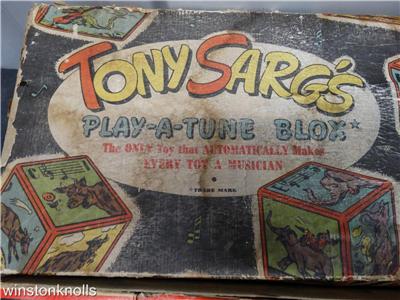 TONY SARG'S
PLAY-A-TUNE BLOX*
The ONLY Toy that AUTOMATICALLY Makes
EVERY TOT A MUSICIAN
*TRADE MARK
winstonknolls